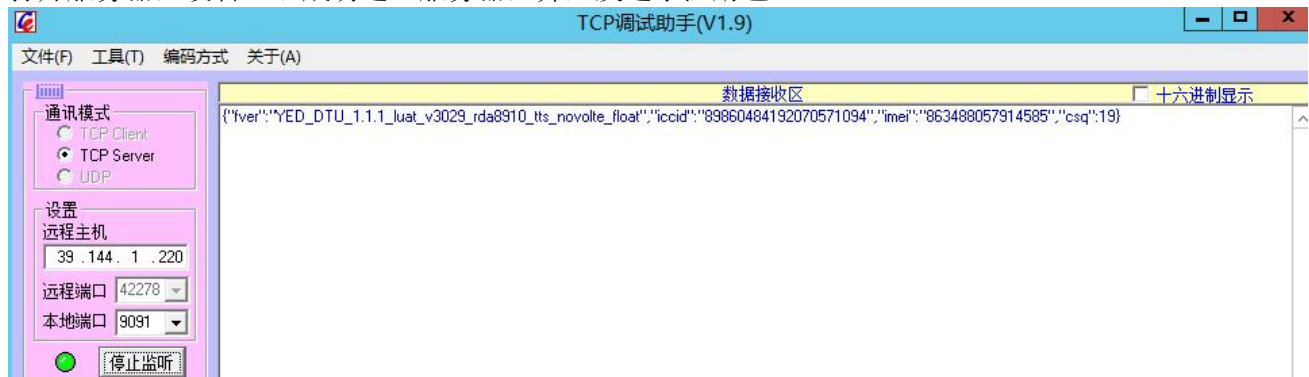 TCP调试助手(V1.9)
文件(F) 工具(T) 编码方式 关于(A)
数据接收区 十六进制显示
通讯模式
TCP Client
TCP Server
UDP
{"fver":"YED_DTU_1.1.1_luat_v3029_rda8910_tts_novolte_float","iccid":"89860484192070571094","imei":"863488057914585","csq":19}
设置
远程主机
39 .144. 1 .220
远程端口 42278
本地端口 9091
停止监听